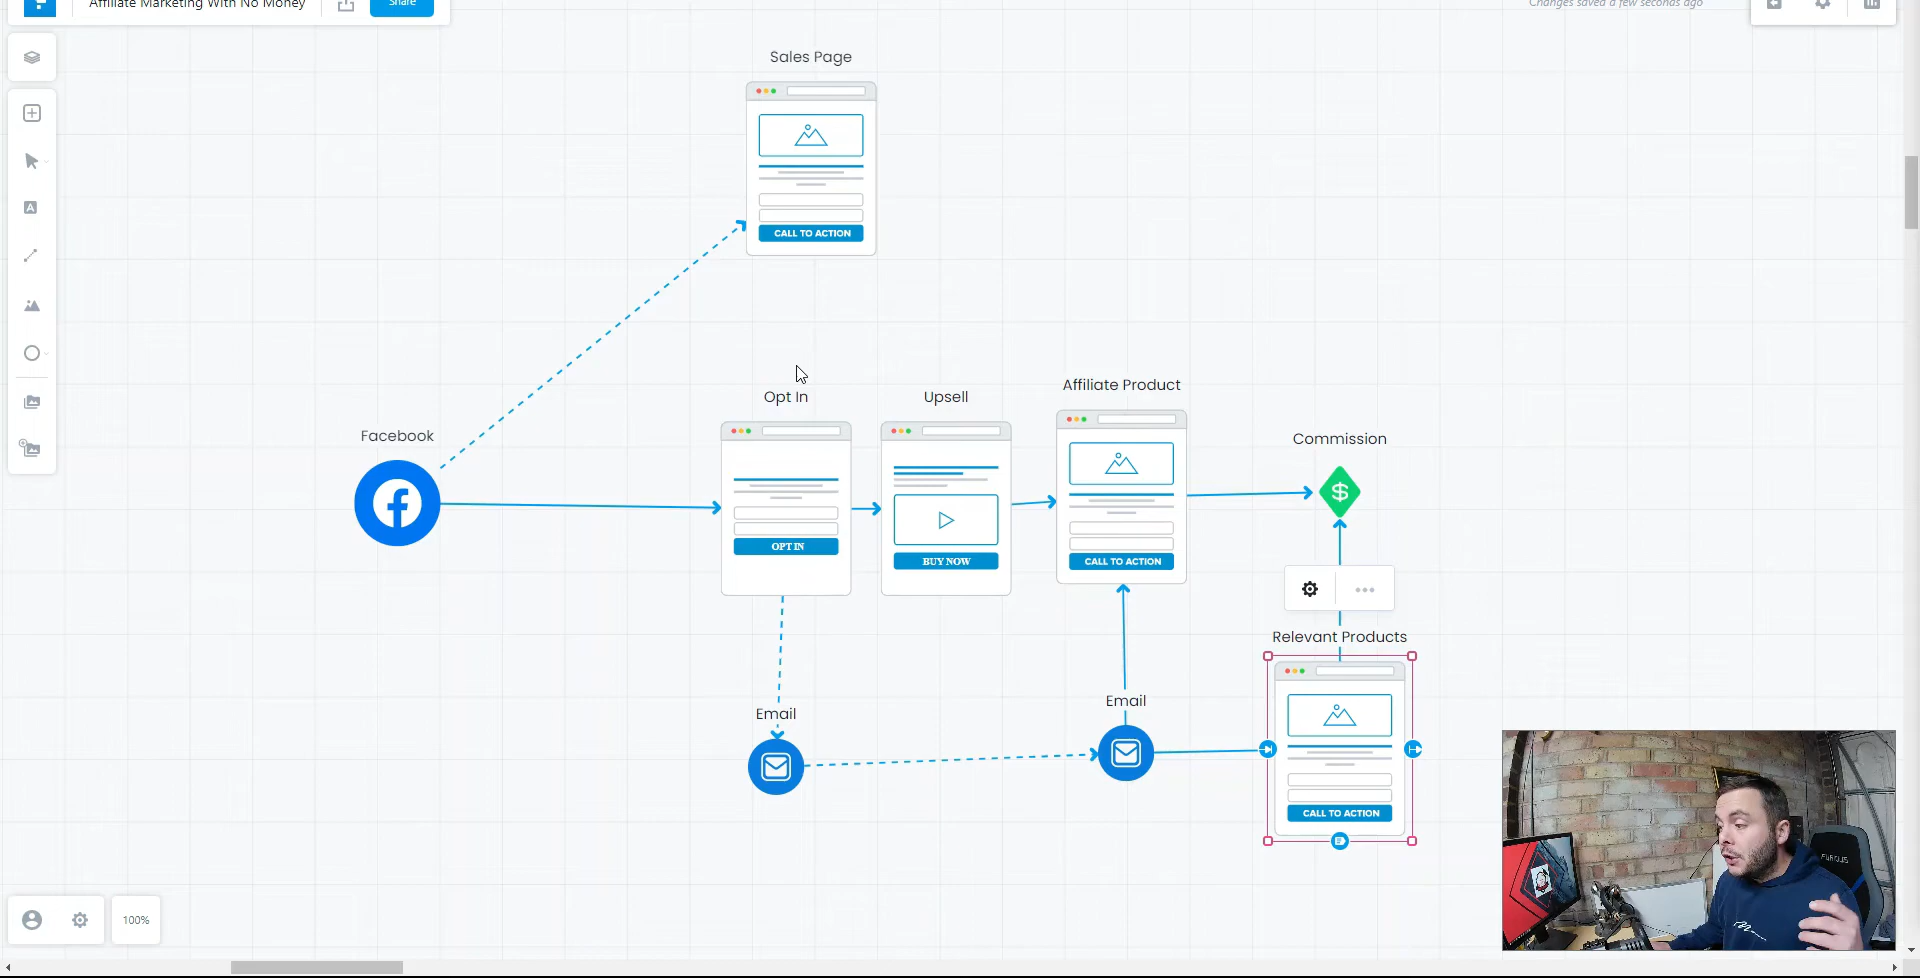 Affiliate Marketing With No Money
Share
Changes saved a few seconds ago
Sales Page
CALL TO ACTION
Facebook
Opt In
OPT IN
Upsell
BUY NOW
Affiliate Product
CALL TO ACTION
Commission
Email
Email
Relevant Products
CALL TO ACTION
FURIOUS
100%